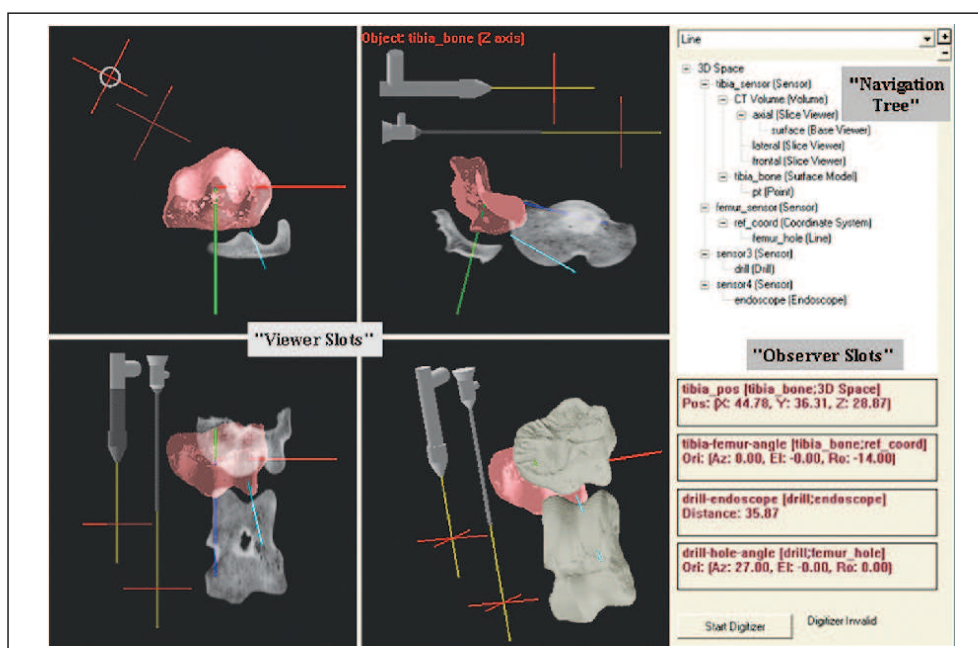 Object: tibia_bone (Z axis)
"Viewer Slots"
Line
+
-
3D Space
tibia_sensor (Sensor)
CT Volume (Volume)
axial (Slice Viewer)
surface (Base Viewer)
lateral (Slice Viewer)
frontal (Slice Viewer)
tibia_bone (Surface Model)
pt (Point)
femur_sensor (Sensor)
ref_coord (Coordinate System)
femur_hole (Line)
sensor3 (Sensor)
drill (Drill)
sensor4 (Sensor)
endoscope (Endoscope)
"Navigation
Tree"
"Observer Slots"
tibia_pos [tibia_bone;3D Space]
Pos: (X: 44.78, Y: 36.31, Z: 28.87)
tibia-femur-angle [tibia_bone;ref_coord]
Ori: (Az: 0.00, El: -0.00, Ro: -14.00)
drill-endoscope [drill;endoscope]
Distance: 35.87
drill-hole-angle [drill;femur_hole]
Ori: (Az: 27.00, El: -0.00, Ro: 0.00)
Start Digitizer
Digitizer Invalid